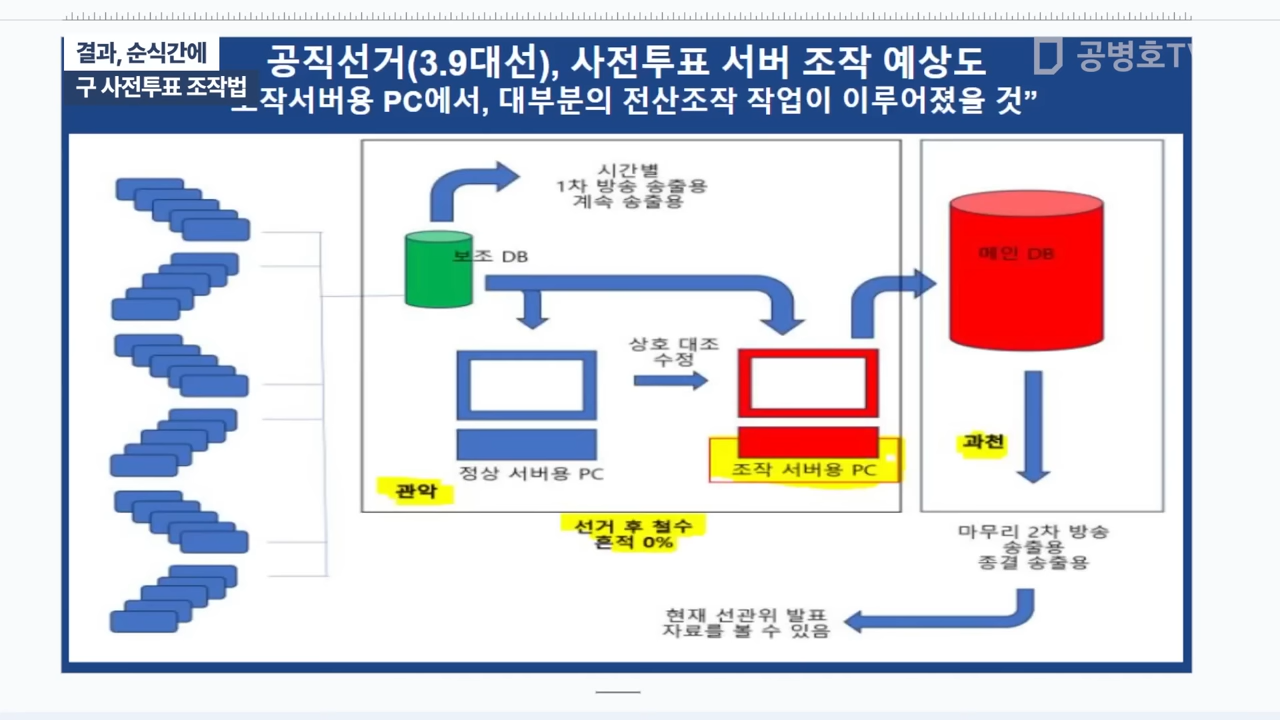 결과, 순식간에
구 사전투표 조작법
공직선거(3.9대선), 사전투표 서버 조작 예상도
공병호TV
조작서버용 PC에서, 대부분의 전산조작 작업이 이루어졌을 것”
시간별
1차 방송 송출용
계속 송출용
보조 DB
메인 DB
상호 대조
수정
정상 서버용 PC
조작 서버용 PC
관악
과천
선거 후 철수
흔적 0%
마무리 2차 방송
송출용
종결 송출용
현재 선관위 발표
자료를 볼 수 있음